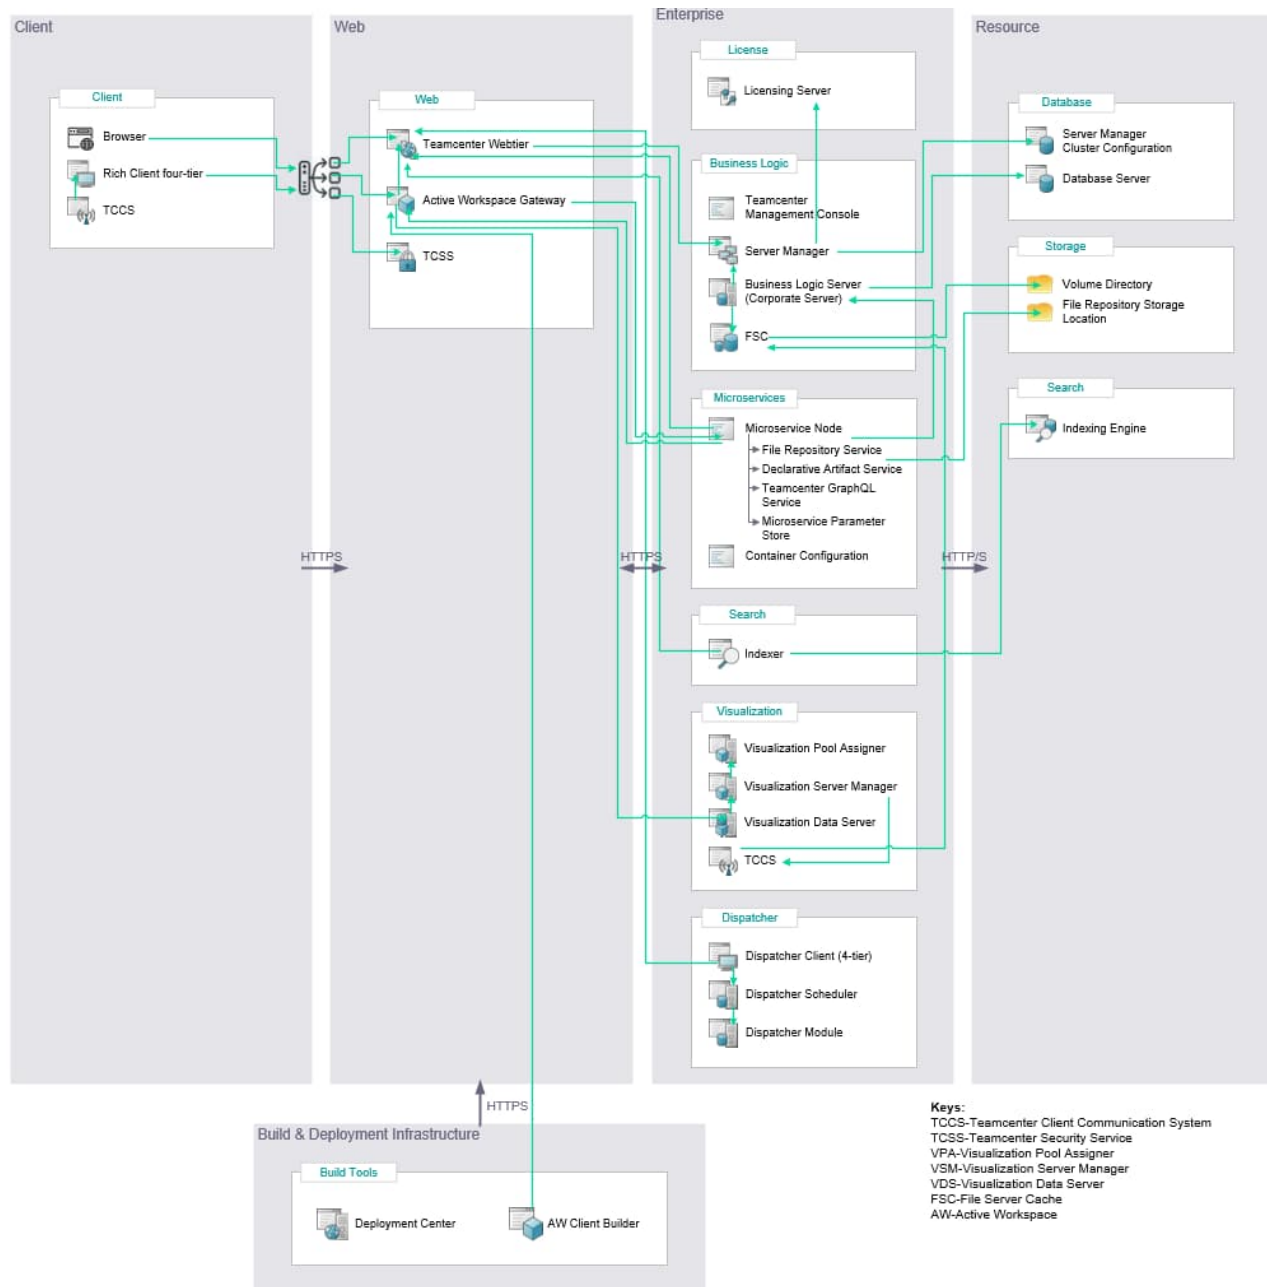 Client
Client
Browser
Rich Client four-tier
TCCS
HTTPS
Web
Web
Teamcenter Webtier
Active Workspace Gateway
TCSS
HTTPS
Enterprise
License
Licensing Server
Business Logic
Teamcenter
Management Console
Server Manager
Business Logic Server
(Corporate Server)
FSC
Microservices
Microservice Node
File Repository Service
Declarative Artifact Service
Teamcenter GraphQL
Service
Microservice Parameter
Store
Container Configuration
HTTP/S
Search
Indexer
Visualization
Visualization Pool Assigner
Visualization Server Manager
Visualization Data Server
TCCS
Dispatcher
Dispatcher Client (4-tier)
Dispatcher Scheduler
Dispatcher Module
Resource
Database
Server Manager
Cluster Configuration
Database Server
Storage
Volume Directory
File Repository Storage
Location
Search
Indexing Engine
HTTPS
Build & Deployment Infrastructure
Build Tools
Deployment Center
AW Client Builder
Keys:
TCCS-Teamcenter Client Communication System
TCSS-Teamcenter Security Service
VPA-Visualization Pool Assigner
VSM-Visualization Server Manager
VDS-Visualization Data Server
FSC-File Server Cache
AW-Active Workspace